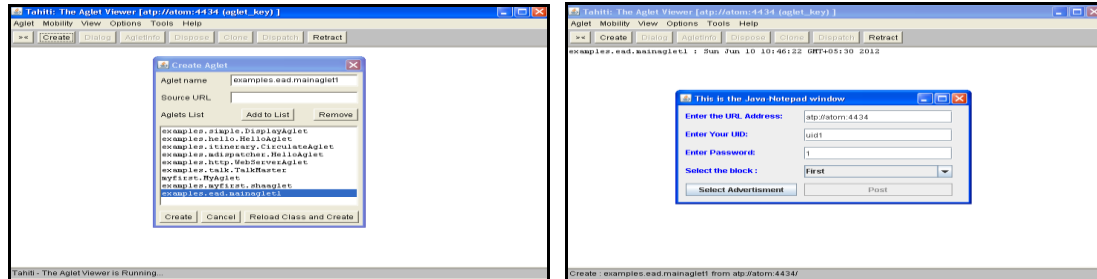 Tahiti: The Aglet Viewer [atp://atom:4434 (aglet_key) ]
Aglet Mobility View Options Tools Help
>< Create Dialog AgletInfo Dispose Clone Dispatch Retract
Create Aglet
Aglet name examples.ead.mainaglet1
Source URL
Aglets List Add to List Remove
examples.simple.DisplayAglet
examples.hello.HelloAglet
examples.itinerary.CirculateAglet
examples.mdispatcher.HelloAglet
examples.http.WebServerAglet
examples.talk.TalkMaster
myfirst.MyAglet
examples.myfirst.shaaglet
examples.ead.mainaglet1
Create Cancel Reload Class and Create
Tahiti - The Aglet Viewer is Running...
Tahiti: The Aglet Viewer [atp://atom:4434 (aglet_key) ]
Aglet Mobility View Options Tools Help
>< Create Dialog AgletInfo Dispose Clone Dispatch Retract
examples.ead.mainaglet1 : Sun Jun 10 10:46:22 GMT+05:30 2012
This is the Java-Notepad window
Enter the URL Address: atp://atom:4434
Enter Your UID: uid1
Enter Password: 1
Select the block : First
Select Advertisment Post
Create : examples.ead.mainaglet1 from atp://atom:4434/